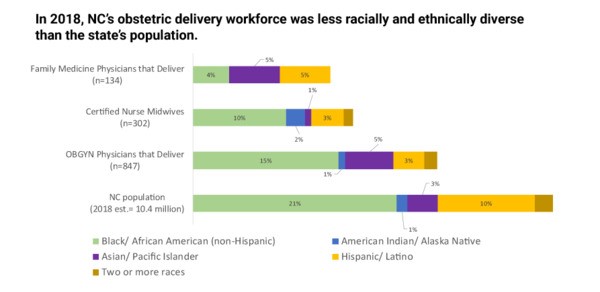 In 2018, NC's obstetric delivery workforce was less racially and ethnically diverse
than the state's population.
5%
Family Medicine Physicians that Deliver
(n=134)
4%
5%
1%
Certified Nurse Midwives
(n=302)
10%
3%
2%
5%
OBGYN Physicians that Deliver
(n=847)
15%
3%
1%
3%
NC population
(2018 est.= 10.4 million)
21%
10%
1%
Black/ African American (non-Hispanic)
American Indian/ Alaska Native
Asian/ Pacific Islander
Hispanic/ Latino
Two or more races